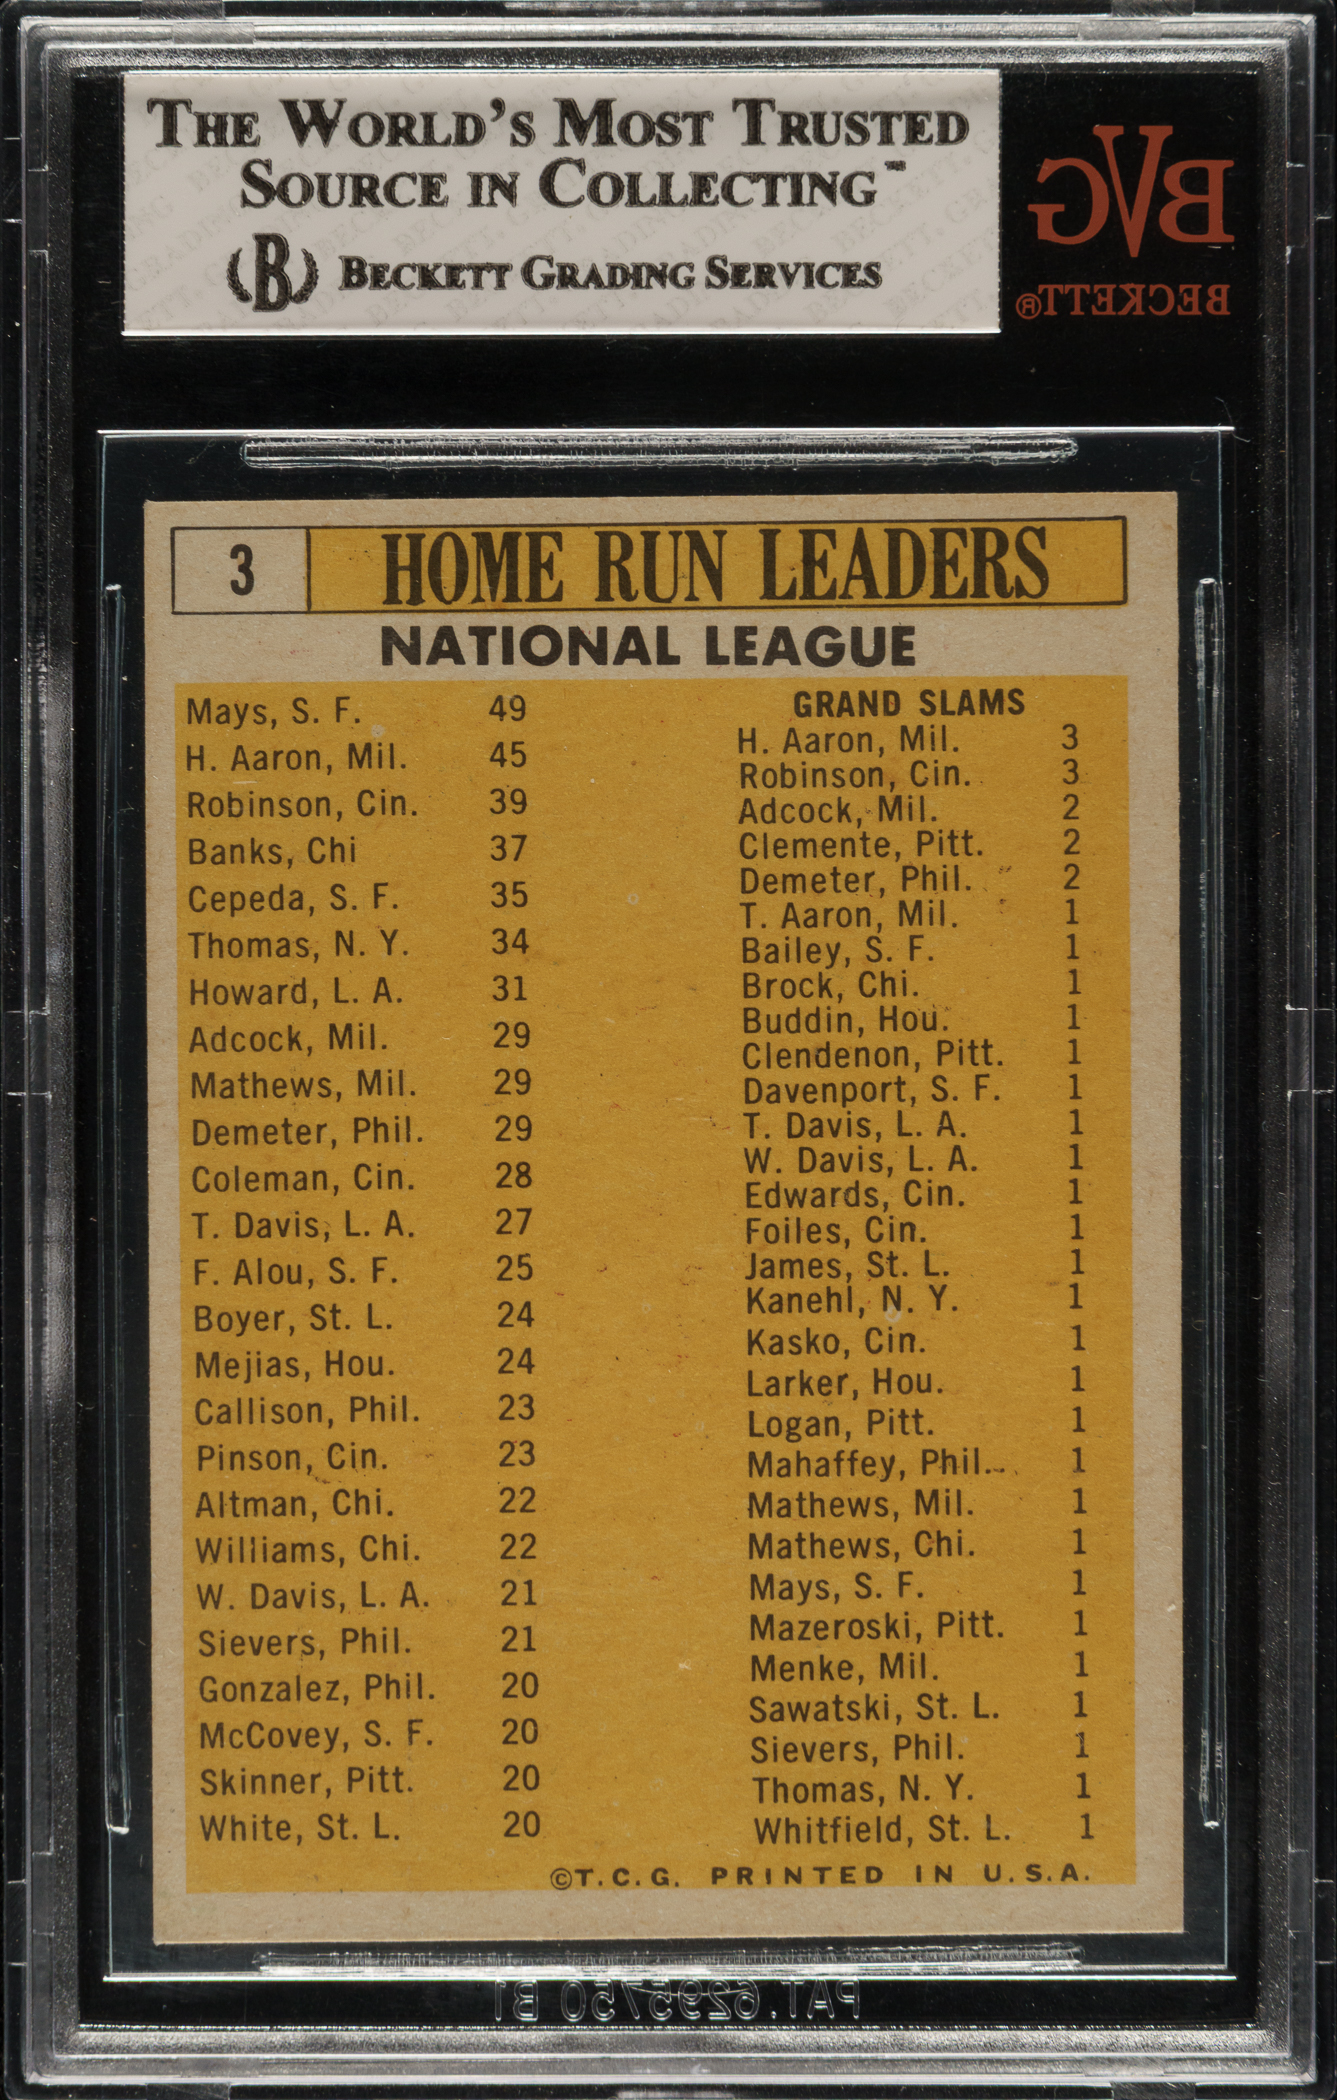 THE WORLD'S MOST TRUSTED
SOURCE IN COLLECTING™
B BECKETT GRADING SERVICES
BVG
BECKETT®
3 HOME RUN LEADERS
NATIONAL LEAGUE
Mays, S. F. 49
H. Aaron, Mil. 45
Robinson, Cin. 39
Banks, Chi 37
Cepeda, S. F. 35
Thomas, N. Y. 34
Howard, L. A. 31
Adcock, Mil. 29
Mathews, Mil. 29
Demeter, Phil. 29
Coleman, Cin. 28
T. Davis, L. A. 27
F. Alou, S. F. 25
Boyer, St. L. 24
Mejias, Hou. 24
Callison, Phil. 23
Pinson, Cin. 23
Altman, Chi. 22
Williams, Chi. 22
W. Davis, L. A. 21
Sievers, Phil. 21
Gonzalez, Phil. 20
McCovey, S. F. 20
Skinner, Pitt. 20
White, St. L. 20
GRAND SLAMS
H. Aaron, Mil. 3
Robinson, Cin. 3
Adcock, Mil. 2
Clemente, Pitt. 2
Demeter, Phil. 2
T. Aaron, Mil. 1
Bailey, S. F. 1
Brock, Chi. 1
Buddin, Hou. 1
Clendenon, Pitt. 1
Davenport, S. F. 1
T. Davis, L. A. 1
W. Davis, L. A. 1
Edwards, Cin. 1
Foiles, Cin. 1
James, St. L. 1
Kanehl, N. Y. 1
Kasko, Cin. 1
Larker, Hou. 1
Logan, Pitt. 1
Mahaffey, Phil. 1
Mathews, Mil. 1
Mathews, Chi. 1
Mays, S. F. 1
Mazeroski, Pitt. 1
Menke, Mil. 1
Sawatski, St. L. 1
Sievers, Phil. 1
Thomas, N. Y. 1
Whitfield, St. L. 1
©T.C.G. PRINTED IN U.S.A.
PAT.6295750 B1